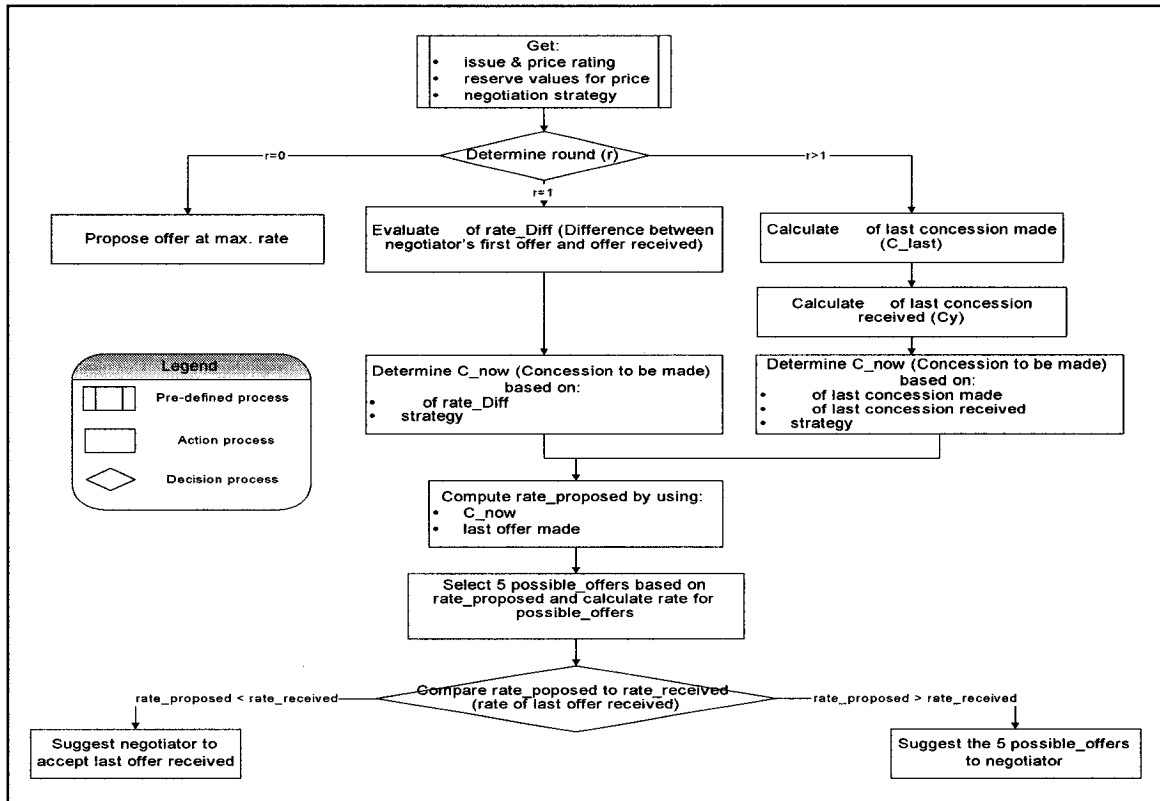 Get:
• issue & price rating
• reserve values for price
• negotiation strategy
Determine round (r)
r=0
r=1
r>1
Propose offer at max. rate
Evaluate of rate_Diff (Difference between
negotiator's first offer and offer received)
Calculate of last concession made
(C_last)
Calculate of last concession
received (Cy)
Determine C_now (Concession to be made)
based on:
• of rate_Diff
• strategy
Determine C_now (Concession to be made)
based on:
• of last concession made
• of last concession received
• strategy
Legend
Pre-defined process
Action process
Decision process
Compute rate_proposed by using:
• C_now
• last offer made
Select 5 possible_offers based on
rate_proposed and calculate rate for
possible_offers
Compare rate_poposed to rate_received
(rate of last offer received)
rate_proposed < rate_received
rate_proposed > rate_received
Suggest negotiator to
accept last offer received
Suggest the 5 possible_offers
to negotiator